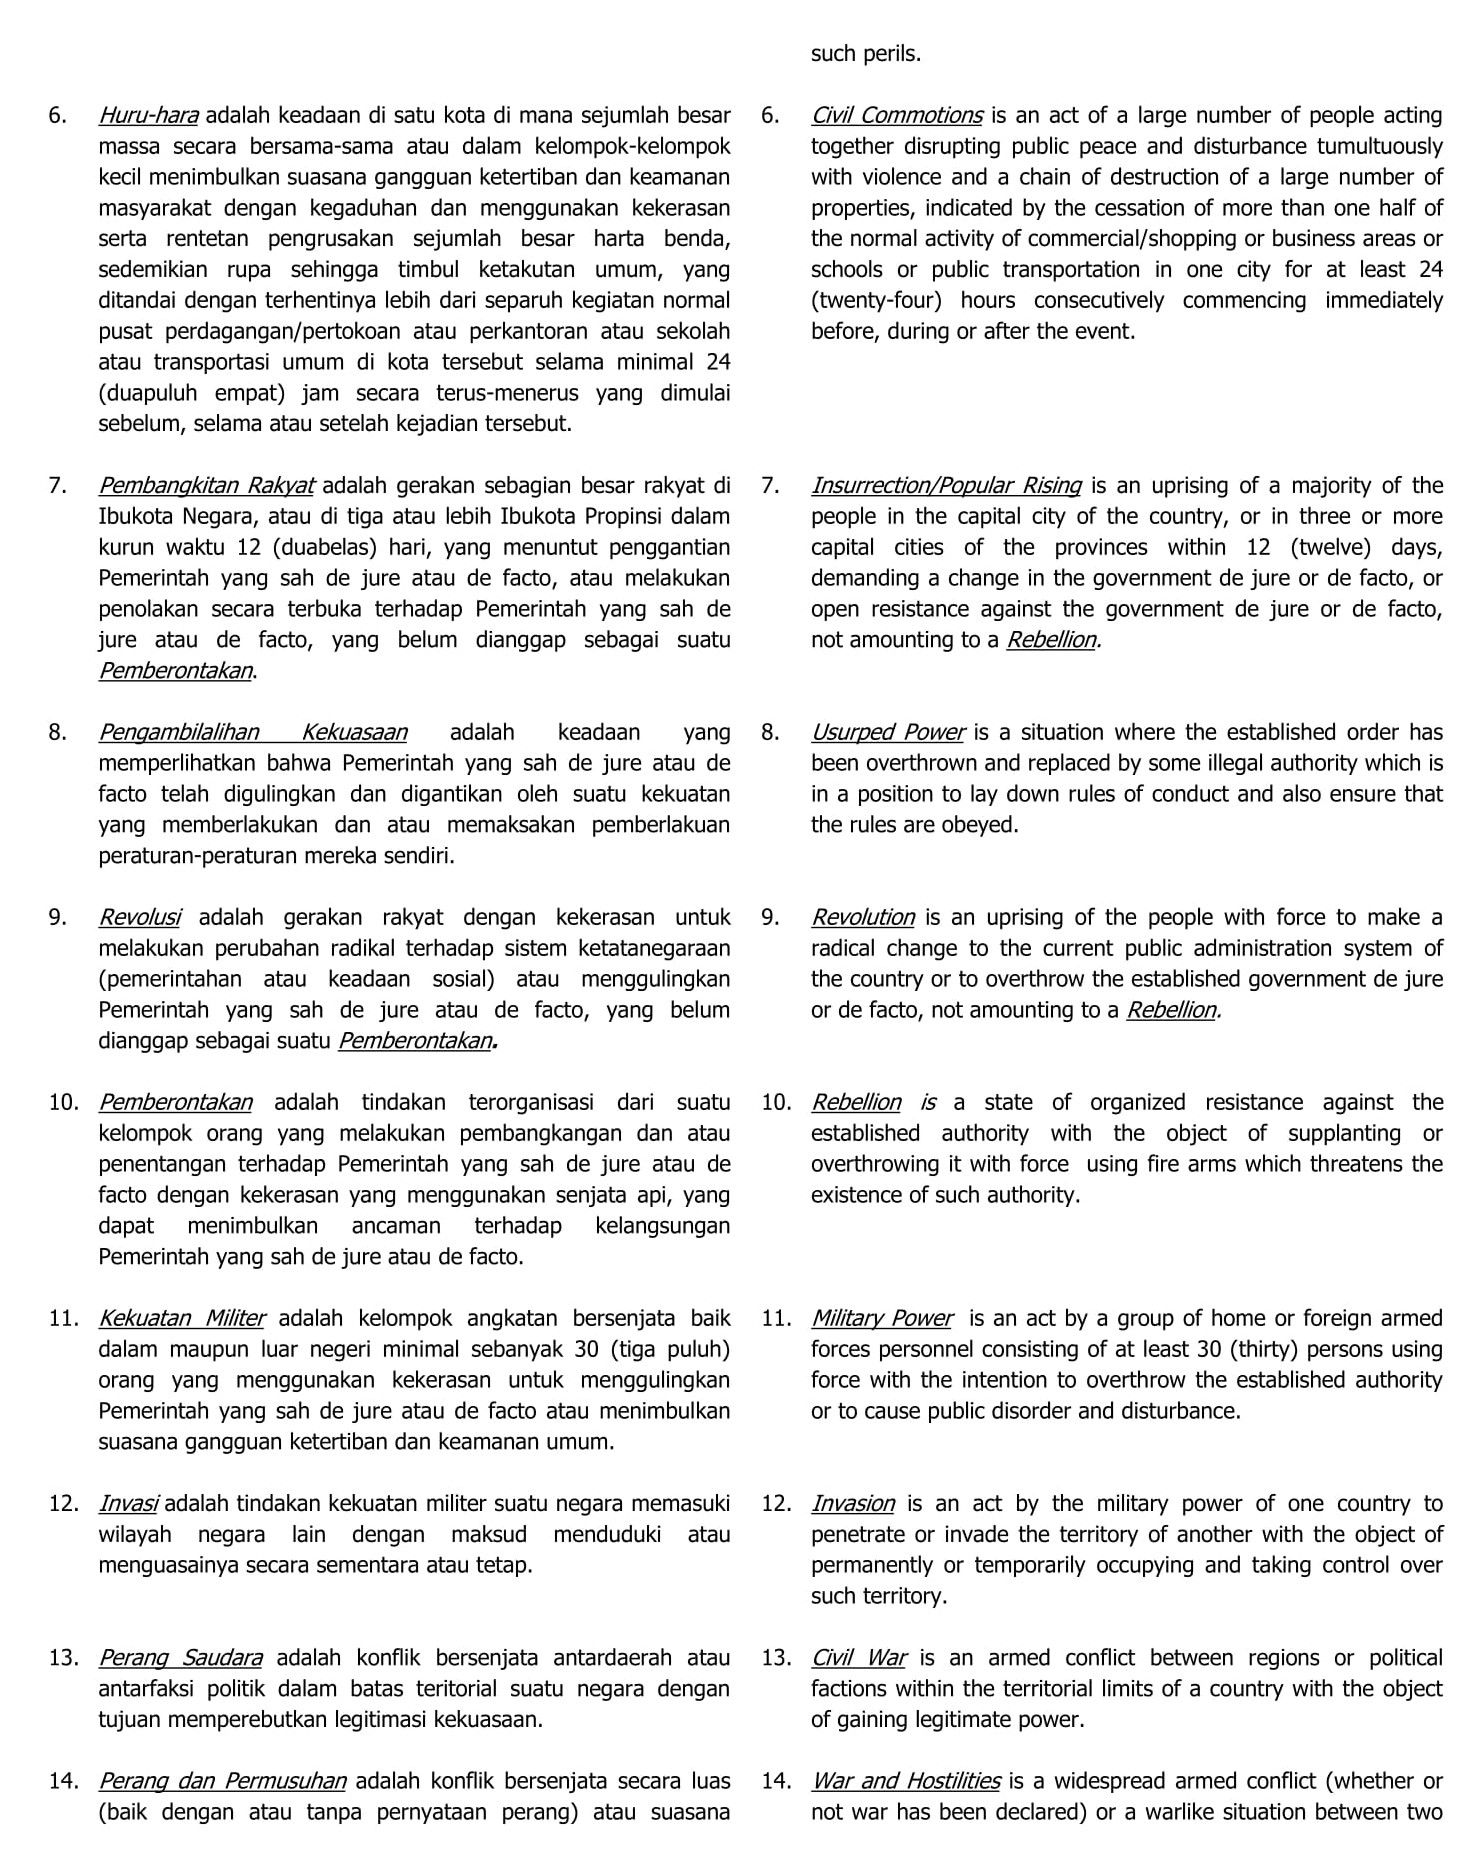 such perils.
6. Huru-hara adalah keadaan di satu kota di mana sejumlah besar
massa secara bersama-sama atau dalam kelompok-kelompok
kecil menimbulkan suasana gangguan ketertiban dan keamanan
masyarakat dengan kegaduhan dan menggunakan kekerasan
serta rentetan pengrusakan sejumlah besar harta benda,
sedemikian rupa sehingga timbul ketakutan umum, yang
ditandai dengan terhentinya lebih dari separuh kegiatan normal
pusat perdagangan/pertokoan atau perkantoran atau sekolah
atau transportasi umum di kota tersebut selama minimal 24
(duapuluh empat) jam secara terus-menerus yang dimulai
sebelum, selama atau setelah kejadian tersebut.
6. Civil Commotions is an act of a large number of people acting
together disrupting public peace and disturbance tumultuously
with violence and a chain of destruction of a large number of
properties, indicated by the cessation of more than one half of
the normal activity of commercial/shopping or business areas or
schools or public transportation in one city for at least 24
(twenty-four) hours consecutively commencing immediately
before, during or after the event.
7. Pembangkitan Rakyat adalah gerakan sebagian besar rakyat di
Ibukota Negara, atau di tiga atau lebih Ibukota Propinsi dalam
kurun waktu 12 (duabelas) hari, yang menuntut penggantian
Pemerintah yang sah de jure atau de facto, atau melakukan
penolakan secara terbuka terhadap Pemerintah yang sah de
jure atau de facto, yang belum dianggap sebagai suatu
Pemberontakan.
7. Insurrection/Popular Rising is an uprising of a majority of the
people in the capital city of the country, or in three or more
capital cities of the provinces within 12 (twelve) days,
demanding a change in the government de jure or de facto, or
open resistance against the government de jure or de facto,
not amounting to a Rebellion.
8. Pengambilalihan Kekuasaan adalah keadaan yang
memperlihatkan bahwa Pemerintah yang sah de jure atau de
facto telah digulingkan dan digantikan oleh suatu kekuatan
yang memberlakukan dan atau memaksakan pemberlakuan
peraturan-peraturan mereka sendiri.
8. Usurped Power is a situation where the established order has
been overthrown and replaced by some illegal authority which is
in a position to lay down rules of conduct and also ensure that
the rules are obeyed.
9. Revolusi adalah gerakan rakyat dengan kekerasan untuk
melakukan perubahan radikal terhadap sistem ketatanegaraan
(pemerintahan atau keadaan sosial) atau menggulingkan
Pemerintah yang sah de jure atau de facto, yang belum
dianggap sebagai suatu Pemberontakan.
9. Revolution is an uprising of the people with force to make a
radical change to the current public administration system of
the country or to overthrow the established government de jure
or de facto, not amounting to a Rebellion.
10. Pemberontakan adalah tindakan terorganisasi dari suatu
kelompok orang yang melakukan pembangkangan dan atau
penentangan terhadap Pemerintah yang sah de jure atau de
facto dengan kekerasan yang menggunakan senjata api, yang
dapat menimbulkan ancaman terhadap kelangsungan
Pemerintah yang sah de jure atau de facto.
10. Rebellion is a state of organized resistance against the
established authority with the object of supplanting or
overthrowing it with force using fire arms which threatens the
existence of such authority.
11. Kekuatan Militer adalah kelompok angkatan bersenjata baik
dalam maupun luar negeri minimal sebanyak 30 (tiga puluh)
orang yang menggunakan kekerasan untuk menggulingkan
Pemerintah yang sah de jure atau de facto atau menimbulkan
suasana gangguan ketertiban dan keamanan umum.
11. Military Power is an act by a group of home or foreign armed
forces personnel consisting of at least 30 (thirty) persons using
force with the intention to overthrow the established authority
or to cause public disorder and disturbance.
12. Invasi adalah tindakan kekuatan militer suatu negara memasuki
wilayah negara lain dengan maksud menduduki atau
menguasainya secara sementara atau tetap.
12. Invasion is an act by the military power of one country to
penetrate or invade the territory of another with the object of
permanently or temporarily occupying and taking control over
such territory.
13. Perang Saudara adalah konflik bersenjata antardaerah atau
antarfaksi politik dalam batas teritorial suatu negara dengan
tujuan memperebutkan legitimasi kekuasaan.
13. Civil War is an armed conflict between regions or political
factions within the territorial limits of a country with the object
of gaining legitimate power.
14. Perang dan Permusuhan adalah konflik bersenjata secara luas
(baik dengan atau tanpa pernyataan perang) atau suasana
14. War and Hostilities is a widespread armed conflict (whether or
not war has been declared) or a warlike situation between two